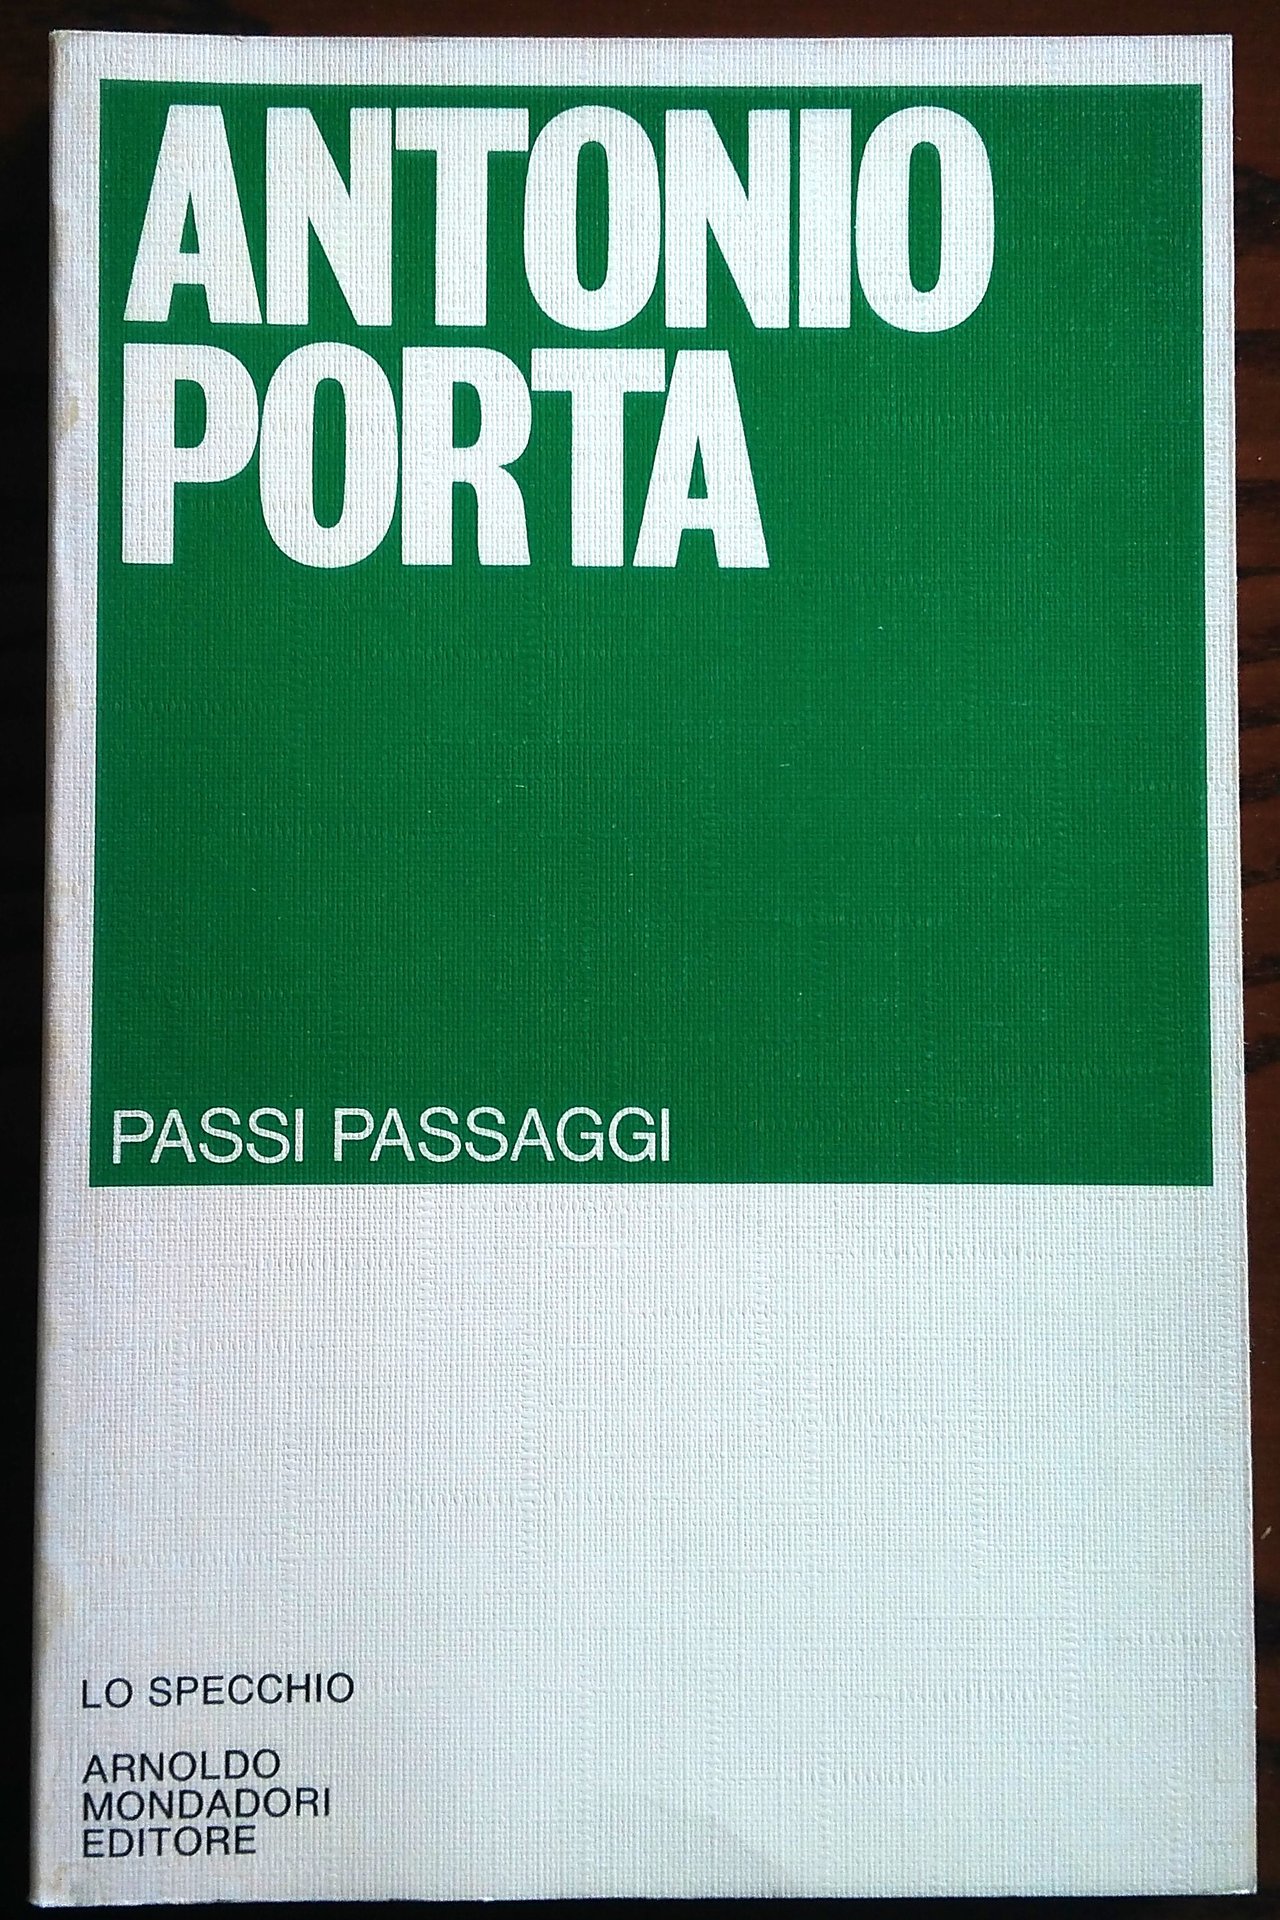 ANTONIO
PORTA
PASSI PASSAGGI
LO SPECCHIO
ARNOLDO
MONDADORI
EDITORE